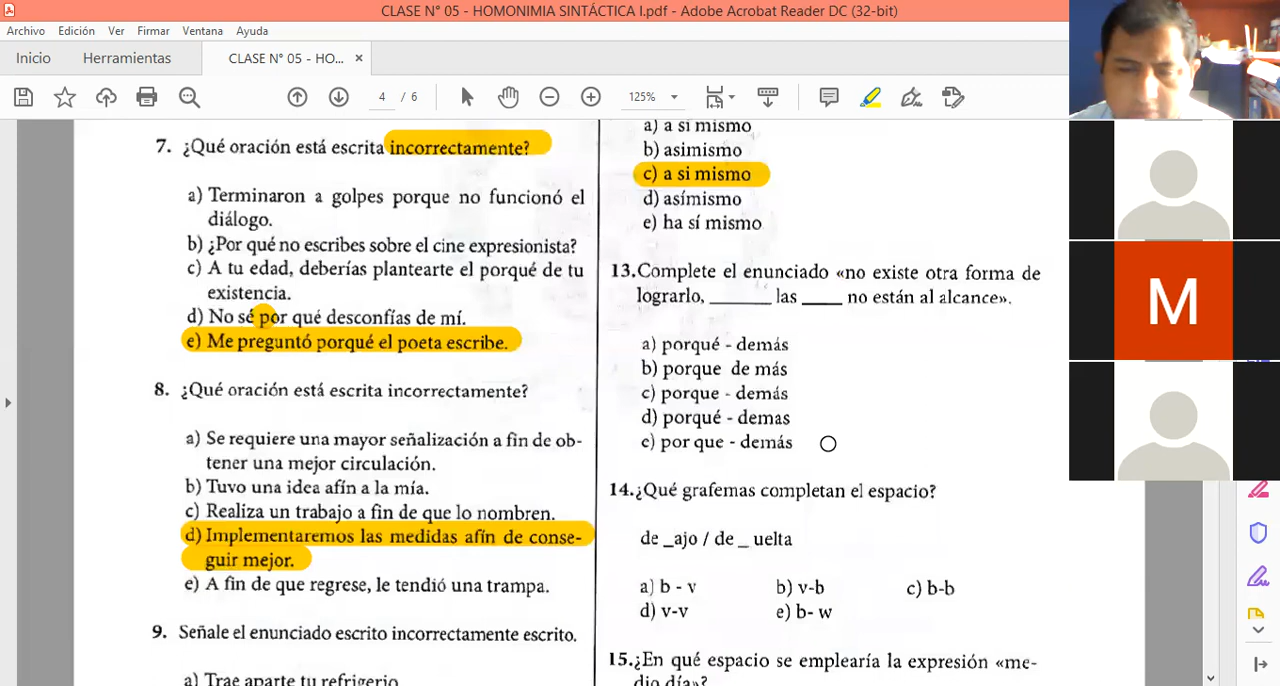 CLASE N° 05 - HOMONIMIA SINTÁCTICA I.pdf - Adobe Acrobat Reader DC (32-bit)
Archivo Edición Ver Firmar Ventana Ayuda
Inicio Herramientas CLASE N° 05 - HO... ×
4 / 6 125%
7. ¿Qué oración está escrita incorrectamente?
a) Terminaron a golpes porque no funcionó el
diálogo.
b) ¿Por qué no escribes sobre el cine expresionista?
c) A tu edad, deberías plantearte el porqué de tu
existencia.
d) No sé por qué desconfías de mí.
e) Me preguntó porqué el poeta escribe.
8. ¿Qué oración está escrita incorrectamente?
a) Se requiere una mayor señalización a fin de ob-
tener una mejor circulación.
b) Tuvo una idea afín a la mía.
c) Realiza un trabajo a fin de que lo nombren.
d) Implementaremos las medidas afín de conse-
guir mejor.
e) A fin de que regrese, le tendió una trampa.
9. Señale el enunciado escrito incorrectamente escrito.
a) Trae aparte tu refrigerio
a) a sí mismo
b) asimismo
c) a si mismo
d) asímismo
e) ha sí mismo
13.Complete el enunciado «no existe otra forma de
lograrlo, ______ las ____ no están al alcance».
a) porqué - demás
b) porque de más
c) porque - demás
d) porqué - demas
e) por que - demás
14.¿Qué grafemas completan el espacio?
de _ajo / de _ uelta
a) b - v b) v-b c) b-b
d) v-v e) b- w
15.¿En qué espacio se emplearía la expresión «me-
dio día»?
M